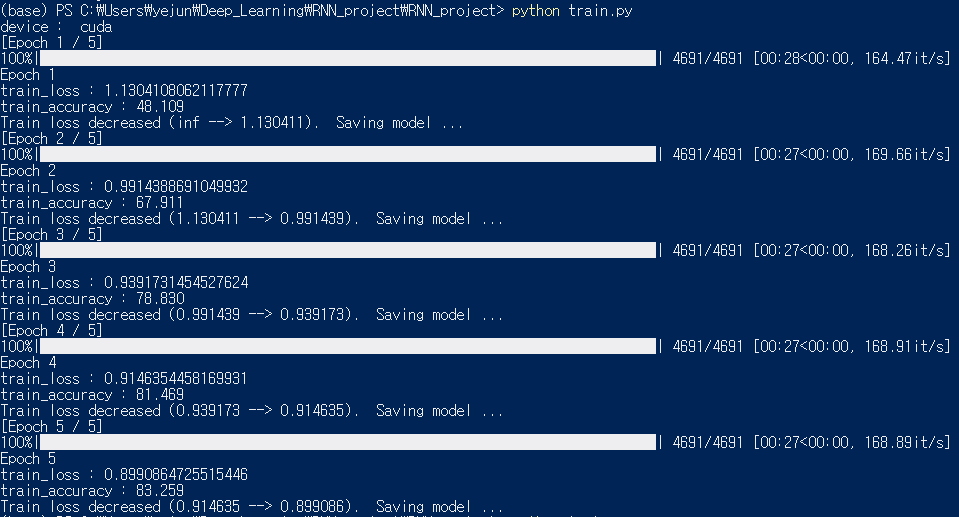 (base) PS C:₩Users₩yejun₩Deep_Learning₩RNN_project₩RNN_project> python train.py
device :  cuda
[Epoch 1 / 5]
100%| | 4691/4691 [00:28<00:00, 164.47it/s]
Epoch 1
train_loss : 1.1304108062117777
train_accuracy : 48.109
Train loss decreased (inf --> 1.130411).  Saving model ...
[Epoch 2 / 5]
100%| | 4691/4691 [00:27<00:00, 169.66it/s]
Epoch 2
train_loss : 0.9914388691049932
train_accuracy : 67.911
Train loss decreased (1.130411 --> 0.991439).  Saving model ...
[Epoch 3 / 5]
100%| | 4691/4691 [00:27<00:00, 168.26it/s]
Epoch 3
train_loss : 0.9391731454527624
train_accuracy : 78.830
Train loss decreased (0.991439 --> 0.939173).  Saving model ...
[Epoch 4 / 5]
100%| | 4691/4691 [00:27<00:00, 168.91it/s]
Epoch 4
train_loss : 0.9146354458169931
train_accuracy : 81.469
Train loss decreased (0.939173 --> 0.914635).  Saving model ...
[Epoch 5 / 5]
100%| | 4691/4691 [00:27<00:00, 168.89it/s]
Epoch 5
train_loss : 0.8990864725515446
train_accuracy : 83.259
Train loss decreased (0.914635 --> 0.899086).  Saving model ...